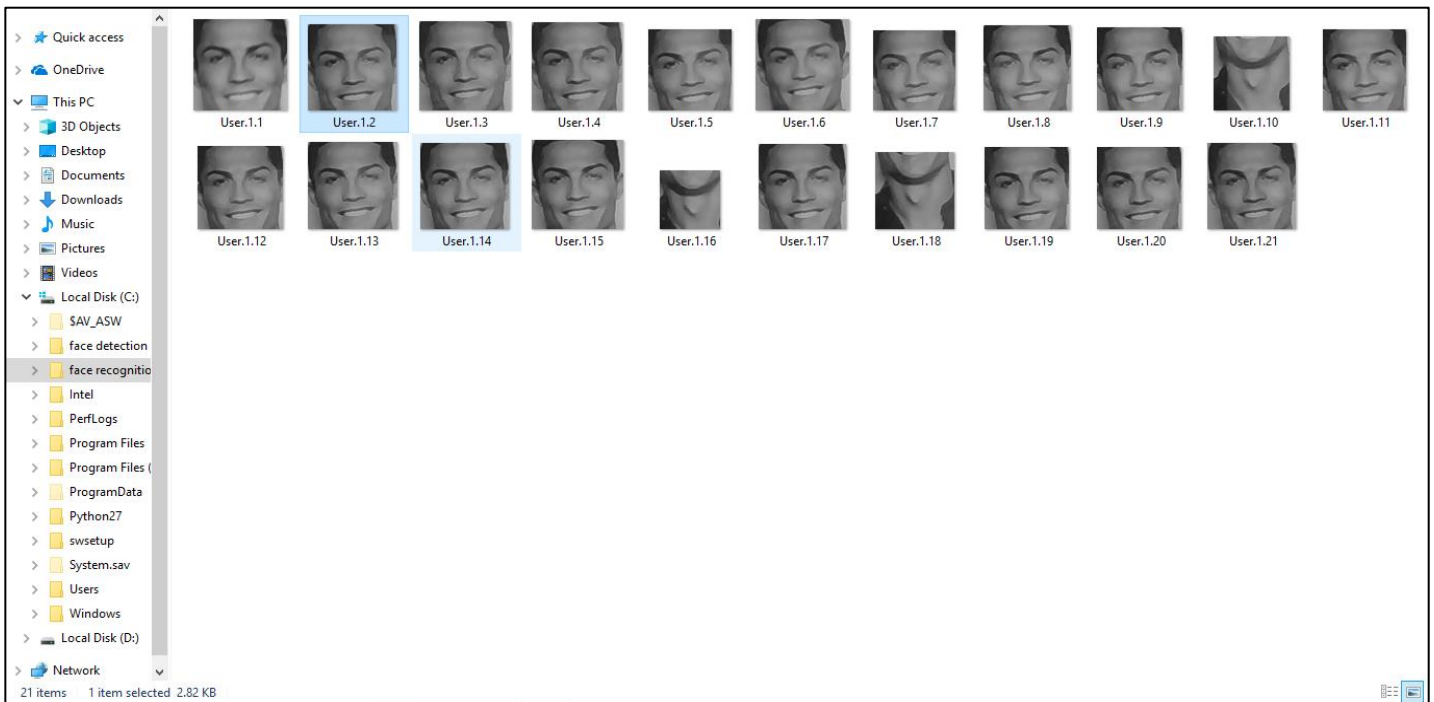 Quick access
OneDrive
This PC
3D Objects
Desktop
Documents
Downloads
Music
Pictures
Videos
Local Disk (C:)
$AV_ASW
face detection
face recognitio
Intel
PerfLogs
Program Files
Program Files (
ProgramData
Python27
swsetup
System.sav
Users
Windows
Local Disk (D:)
Network
User.1.1 User.1.2 User.1.3 User.1.4 User.1.5 User.1.6 User.1.7 User.1.8 User.1.9 User.1.10 User.1.11
User.1.12 User.1.13 User.1.14 User.1.15 User.1.16 User.1.17 User.1.18 User.1.19 User.1.20 User.1.21
21 items 1 item selected 2.82 KB